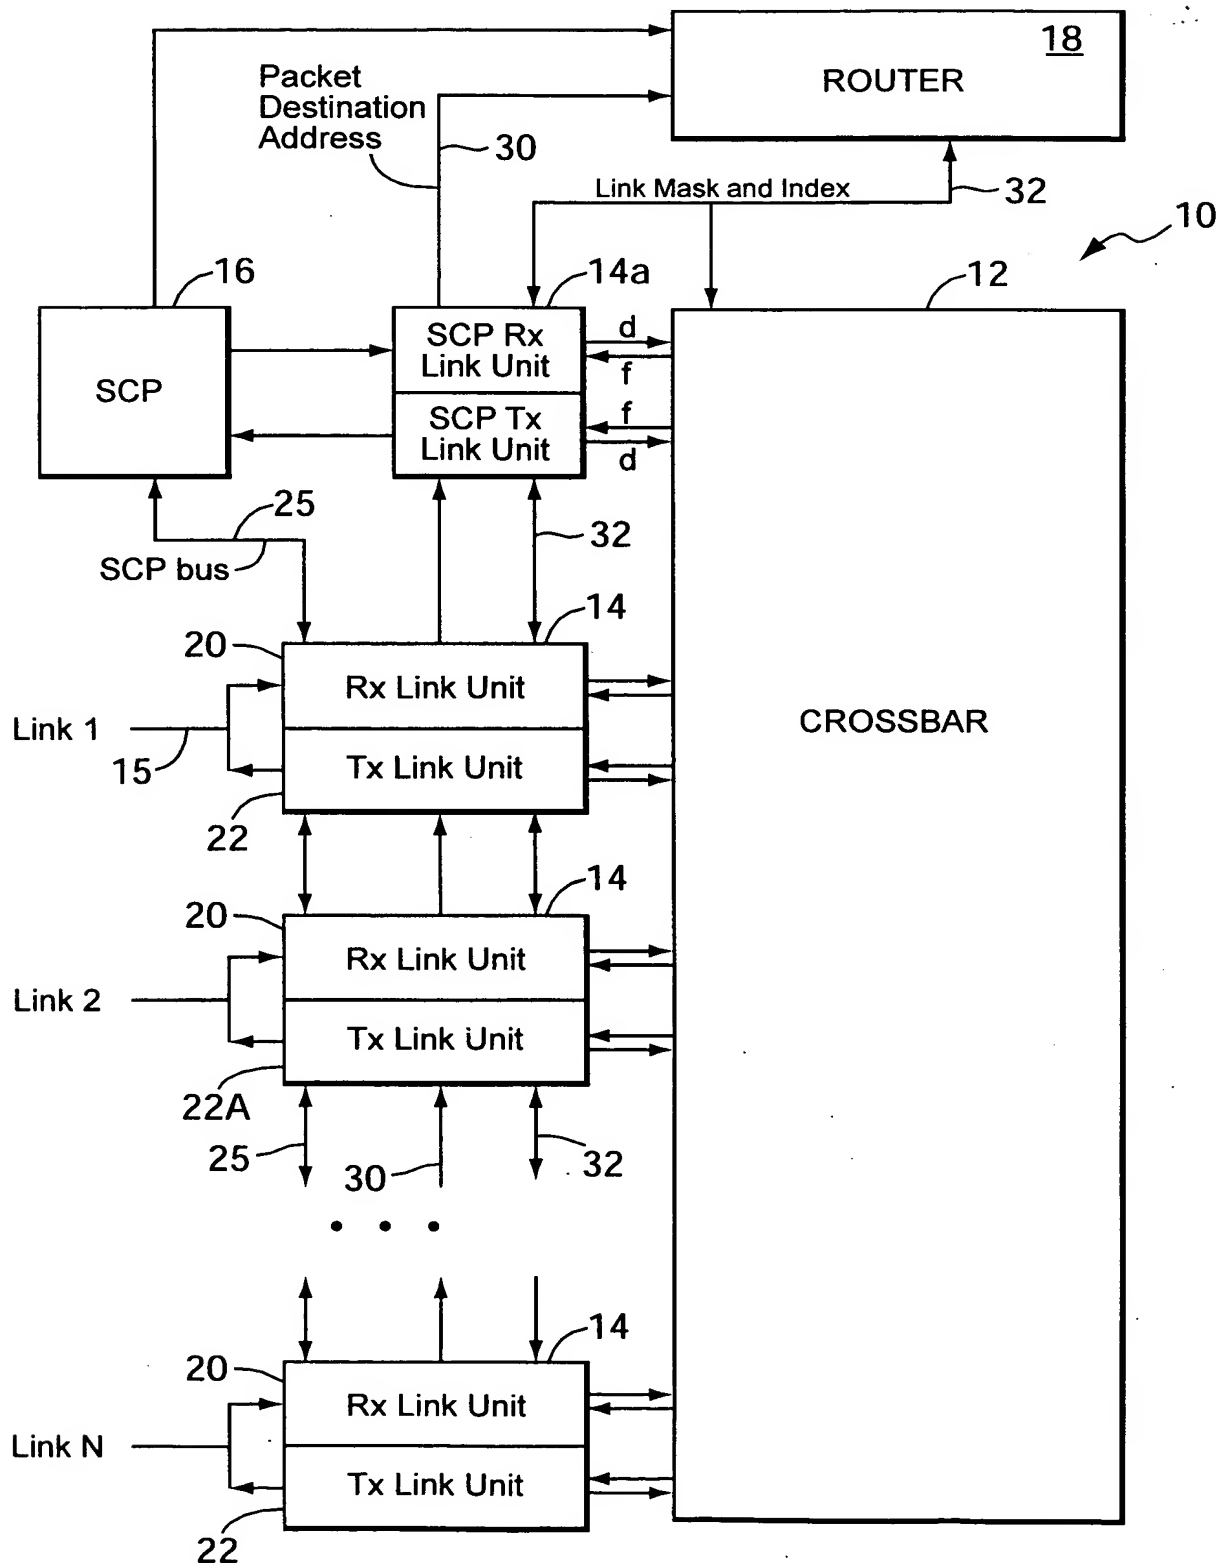 18
ROUTER
Packet
Destination
Address
30
Link Mask and Index
32
10
16
14a
12
SCP
SCP Rx
Link Unit
SCP Tx
Link Unit
d
f
f
d
25
SCP bus
32
14
20
Rx Link Unit
CROSSBAR
Link 1
15
Tx Link Unit
22
14
20
Rx Link Unit
Link 2
Tx Link Unit
22A
25
30
32
14
20
Rx Link Unit
Link N
Tx Link Unit
22